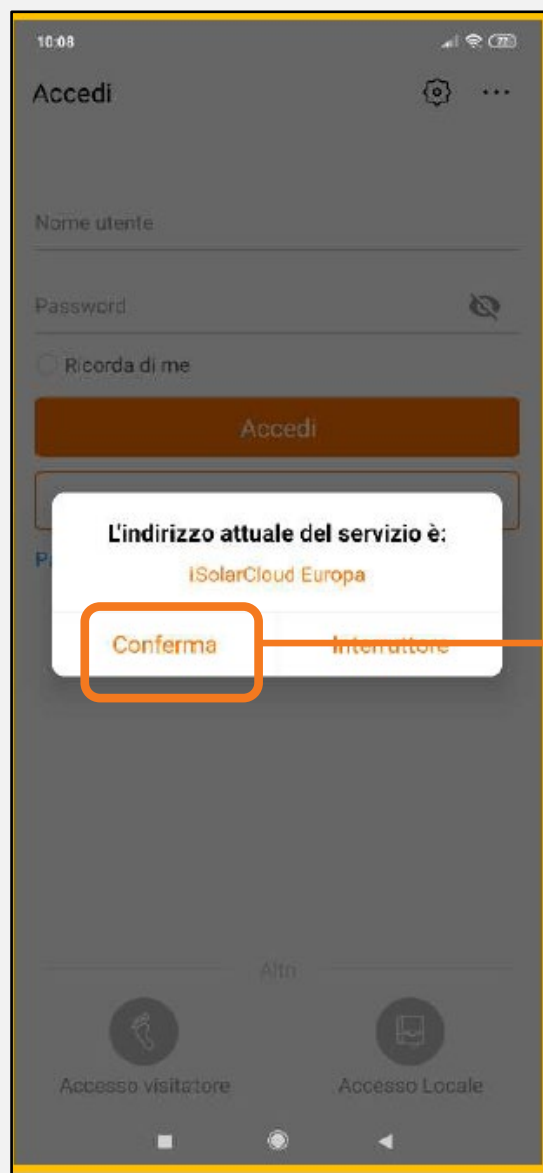 10:08
77
Accedi
Nome utente
Password
Ricorda di me
Accedi
L'indirizzo attuale del servizio è:
iSolarCloud Europa
Conferma
Interruttore
Altri
Accesso visitatore
Accesso Locale